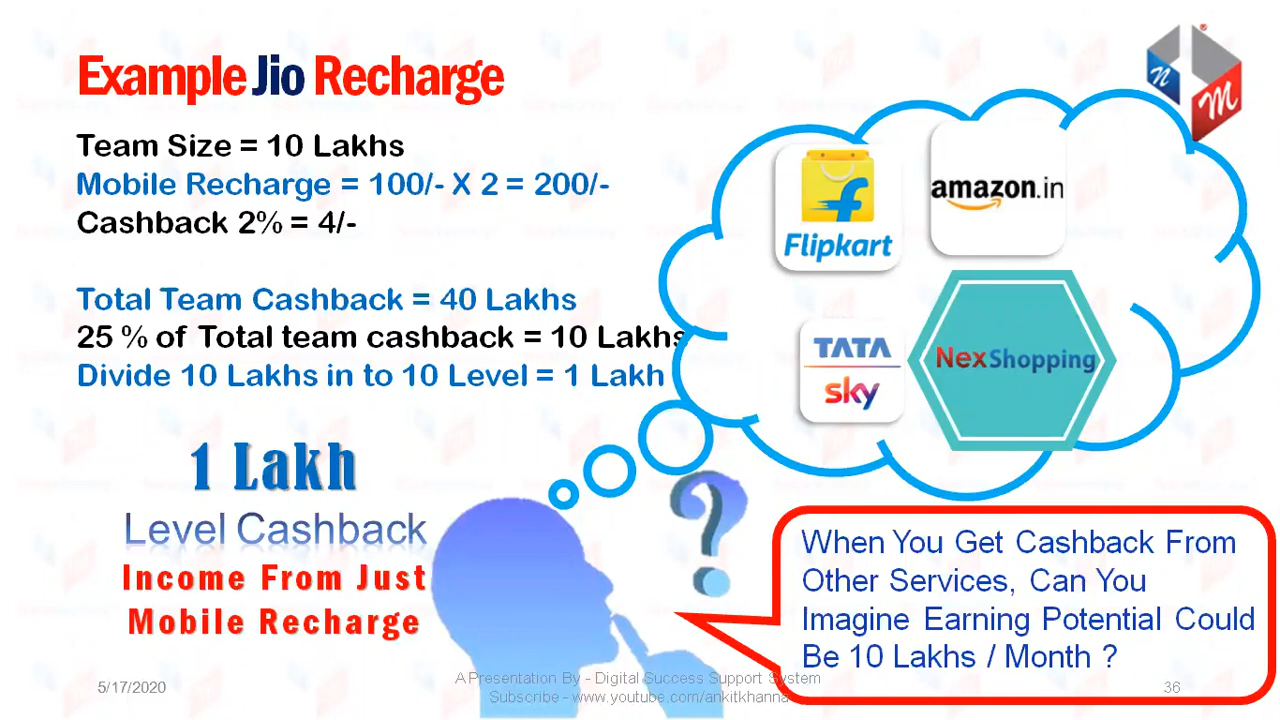 Example Jio Recharge
Team Size = 10 Lakhs
Mobile Recharge = 100/- X 2 = 200/-
Cashback 2% = 4/-
Total Team Cashback = 40 Lakhs
25 % of Total team cashback = 10 Lakhs
Divide 10 Lakhs in to 10 Level = 1 Lakh
1 Lakh
Level Cashback
Income From Just
Mobile Recharge
n m
Flipkart
amazon.in
TATA
sky
NexShopping
?
When You Get Cashback From
Other Services, Can You
Imagine Earning Potential Could
Be 10 Lakhs / Month ?
5/17/2020
A Presentation By - Digital Success Support System
Subscribe - www.youtube.com/ankitkhanna
36